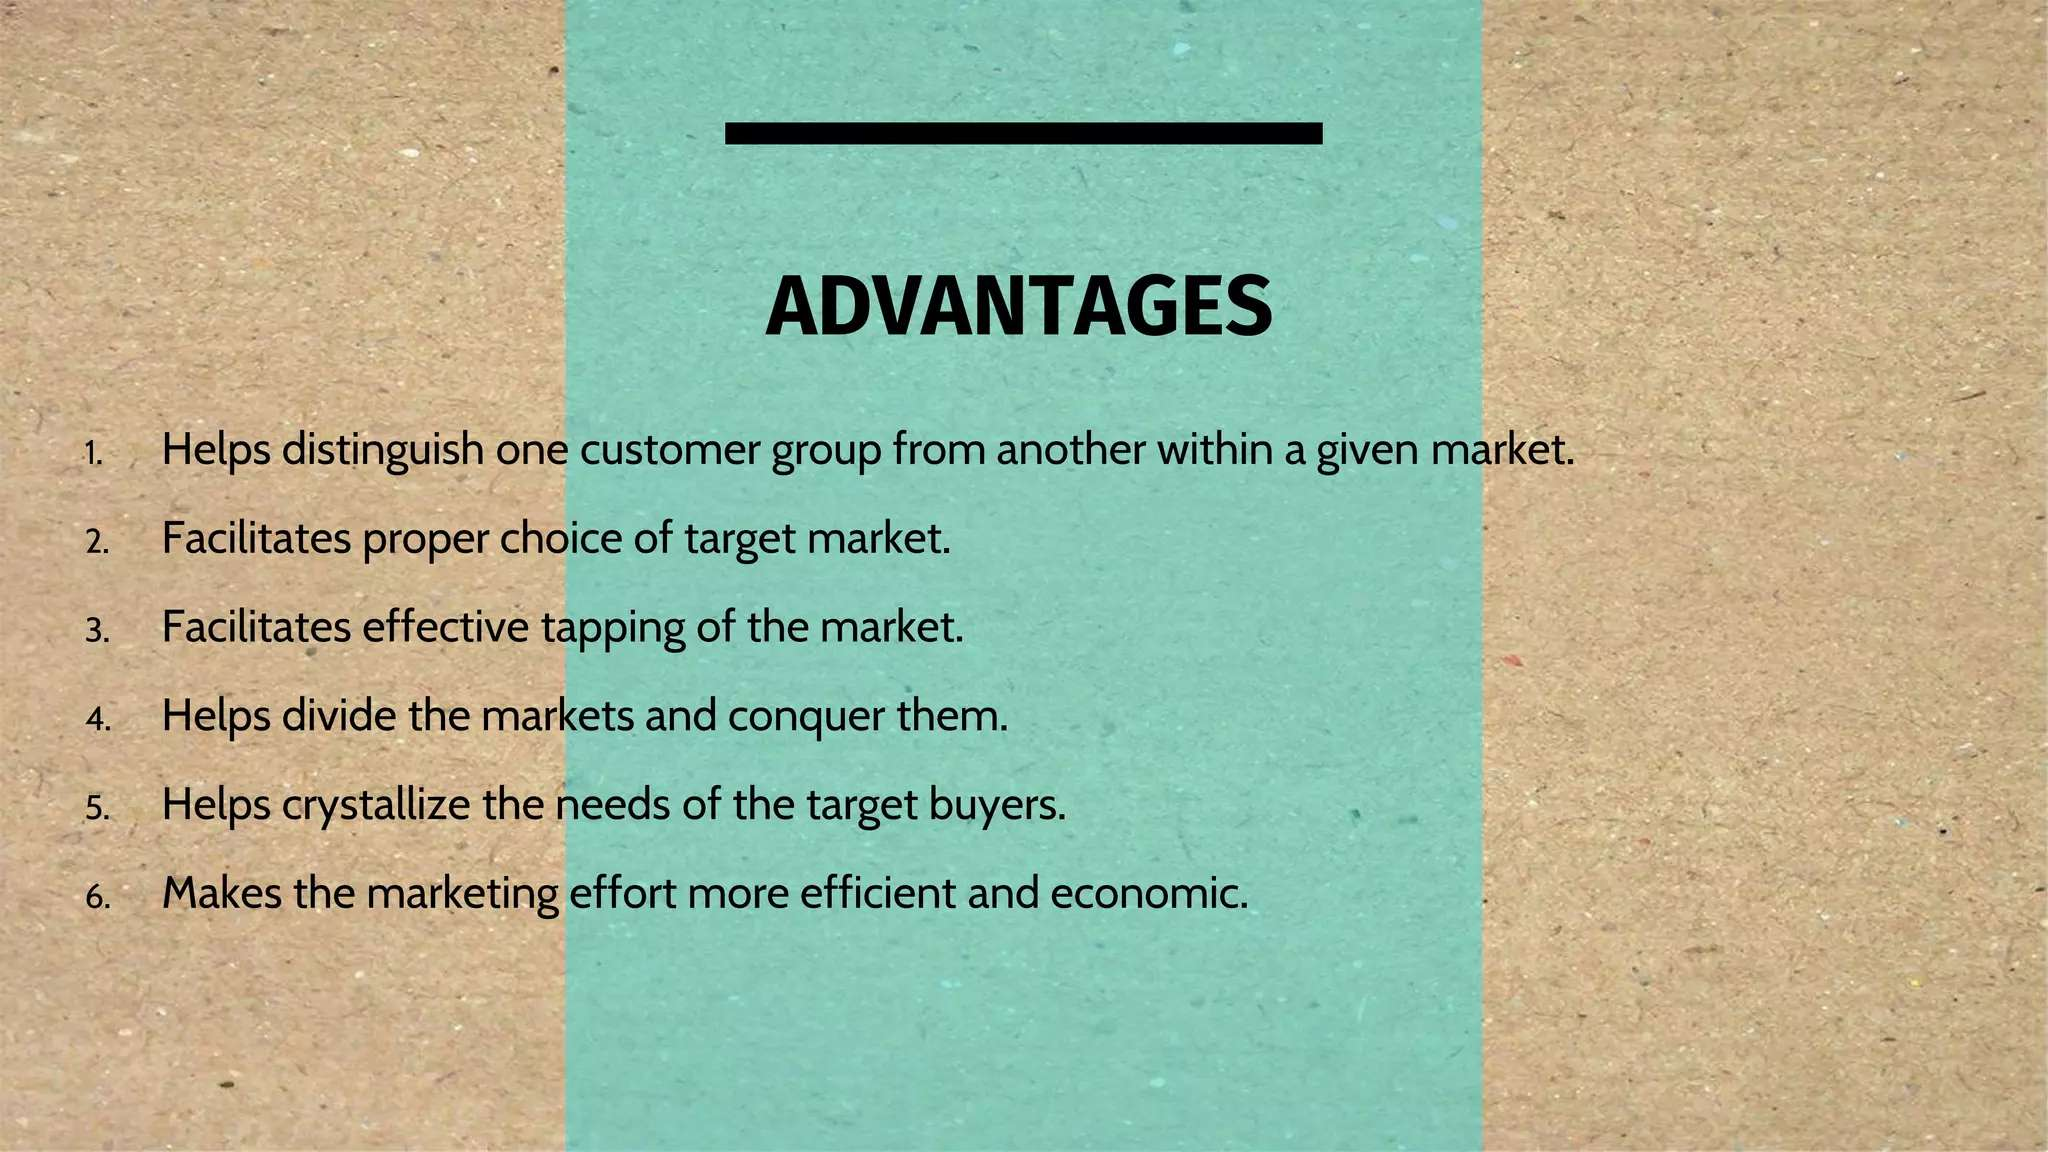 ADVANTAGES
1. Helps distinguish one customer group from another within a given market.
2. Facilitates proper choice of target market.
3. Facilitates effective tapping of the market.
4. Helps divide the markets and conquer them.
5. Helps crystallize the needs of the target buyers.
6. Makes the marketing effort more efficient and economic.